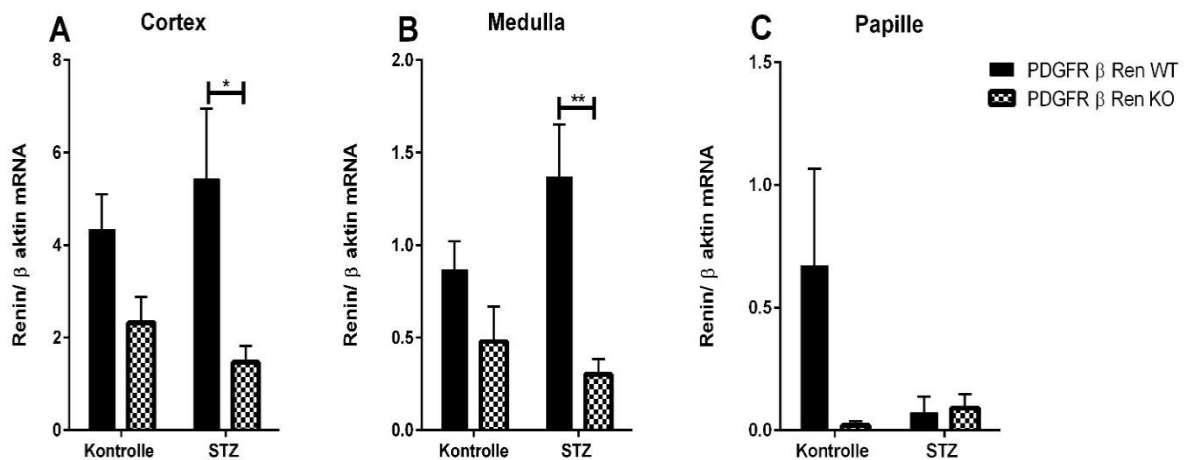 A
Cortex
Renin/ β aktin mRNA
8
6
4
2
0
*
Kontrolle
STZ
B
Medulla
Renin/ β aktin mRNA
2.0
1.5
1.0
0.5
0.0
**
Kontrolle
STZ
C
Papille
Renin/ β aktin mRNA
1.5
1.0
0.5
0.0
Kontrolle
STZ
PDGFR β Ren WT
PDGFR β Ren KO